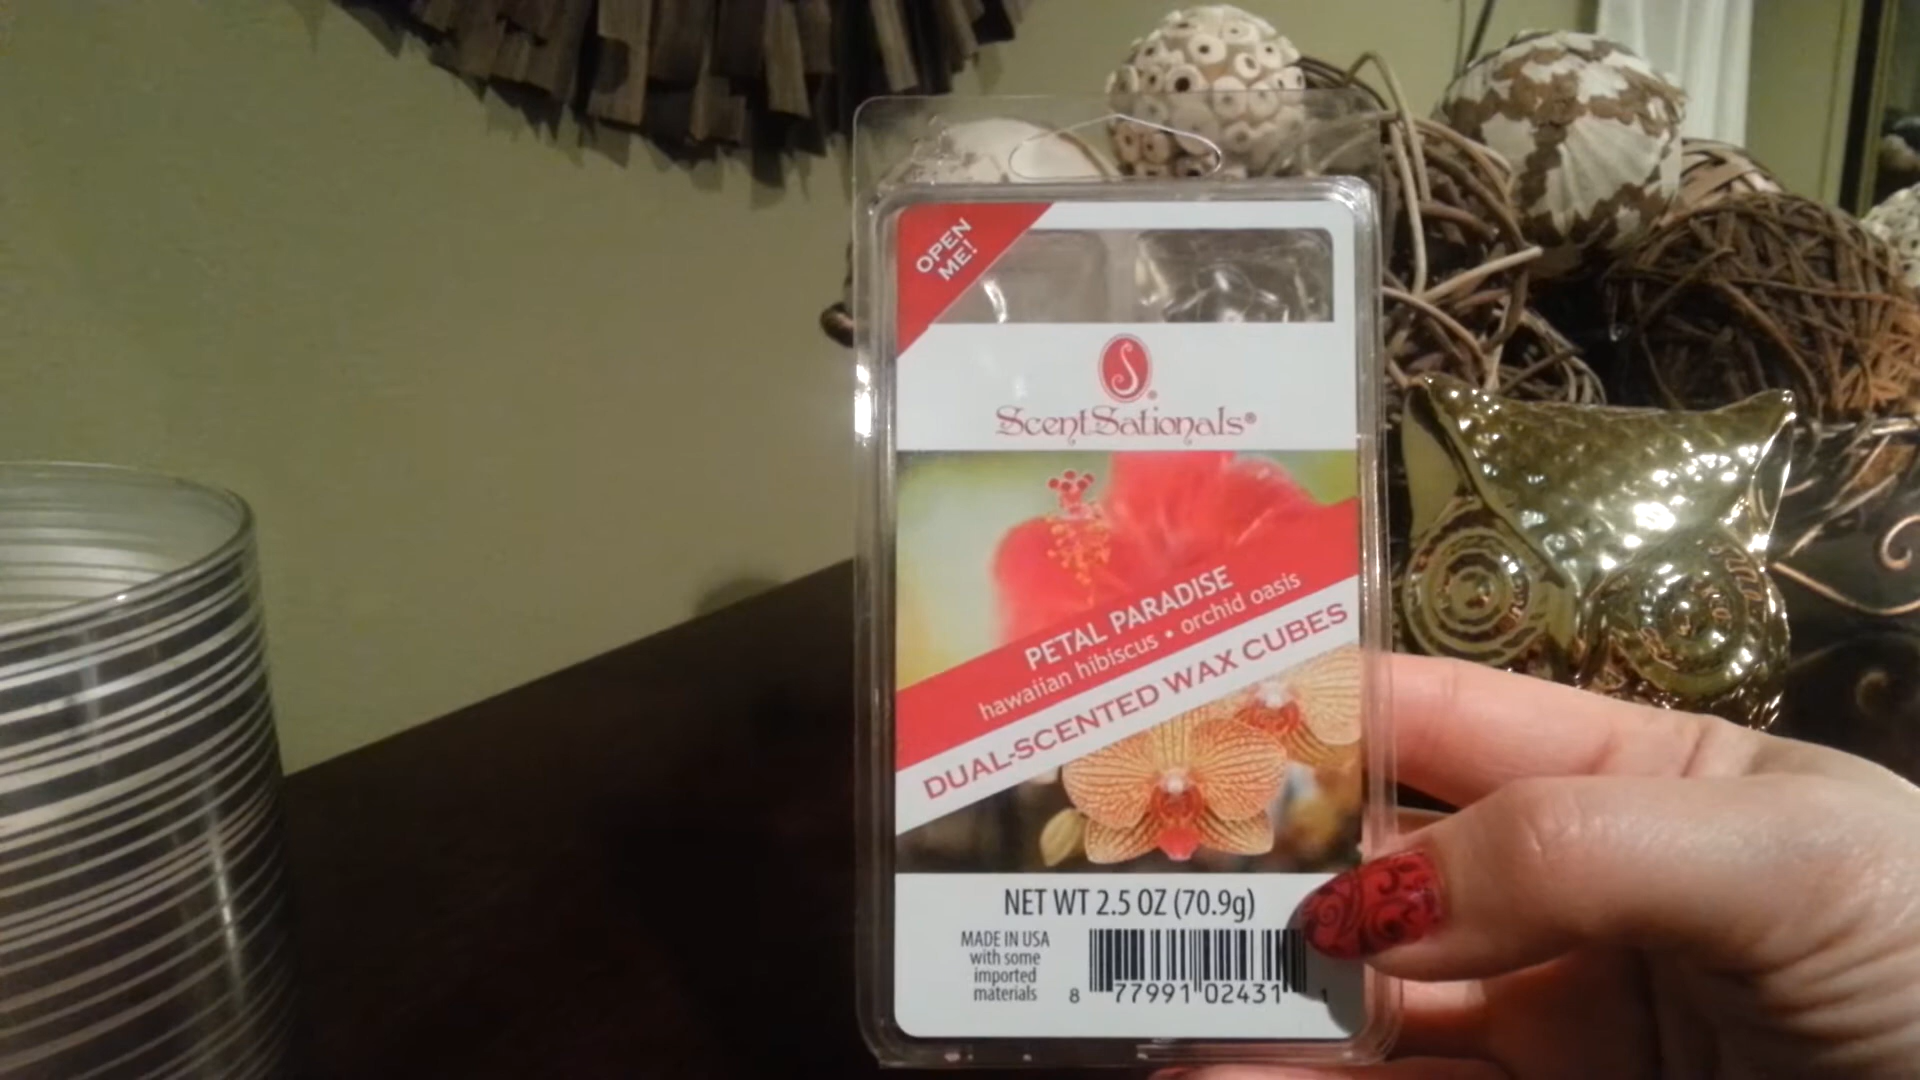 OPEN
ME!
S®
ScentSationals®
PETAL PARADISE
hawaiian hibiscus • orchid oasis
DUAL-SCENTED WAX CUBES
NET WT 2.5 OZ (70.9g)
MADE IN USA
with some
imported
materials
8 77991 02431 1